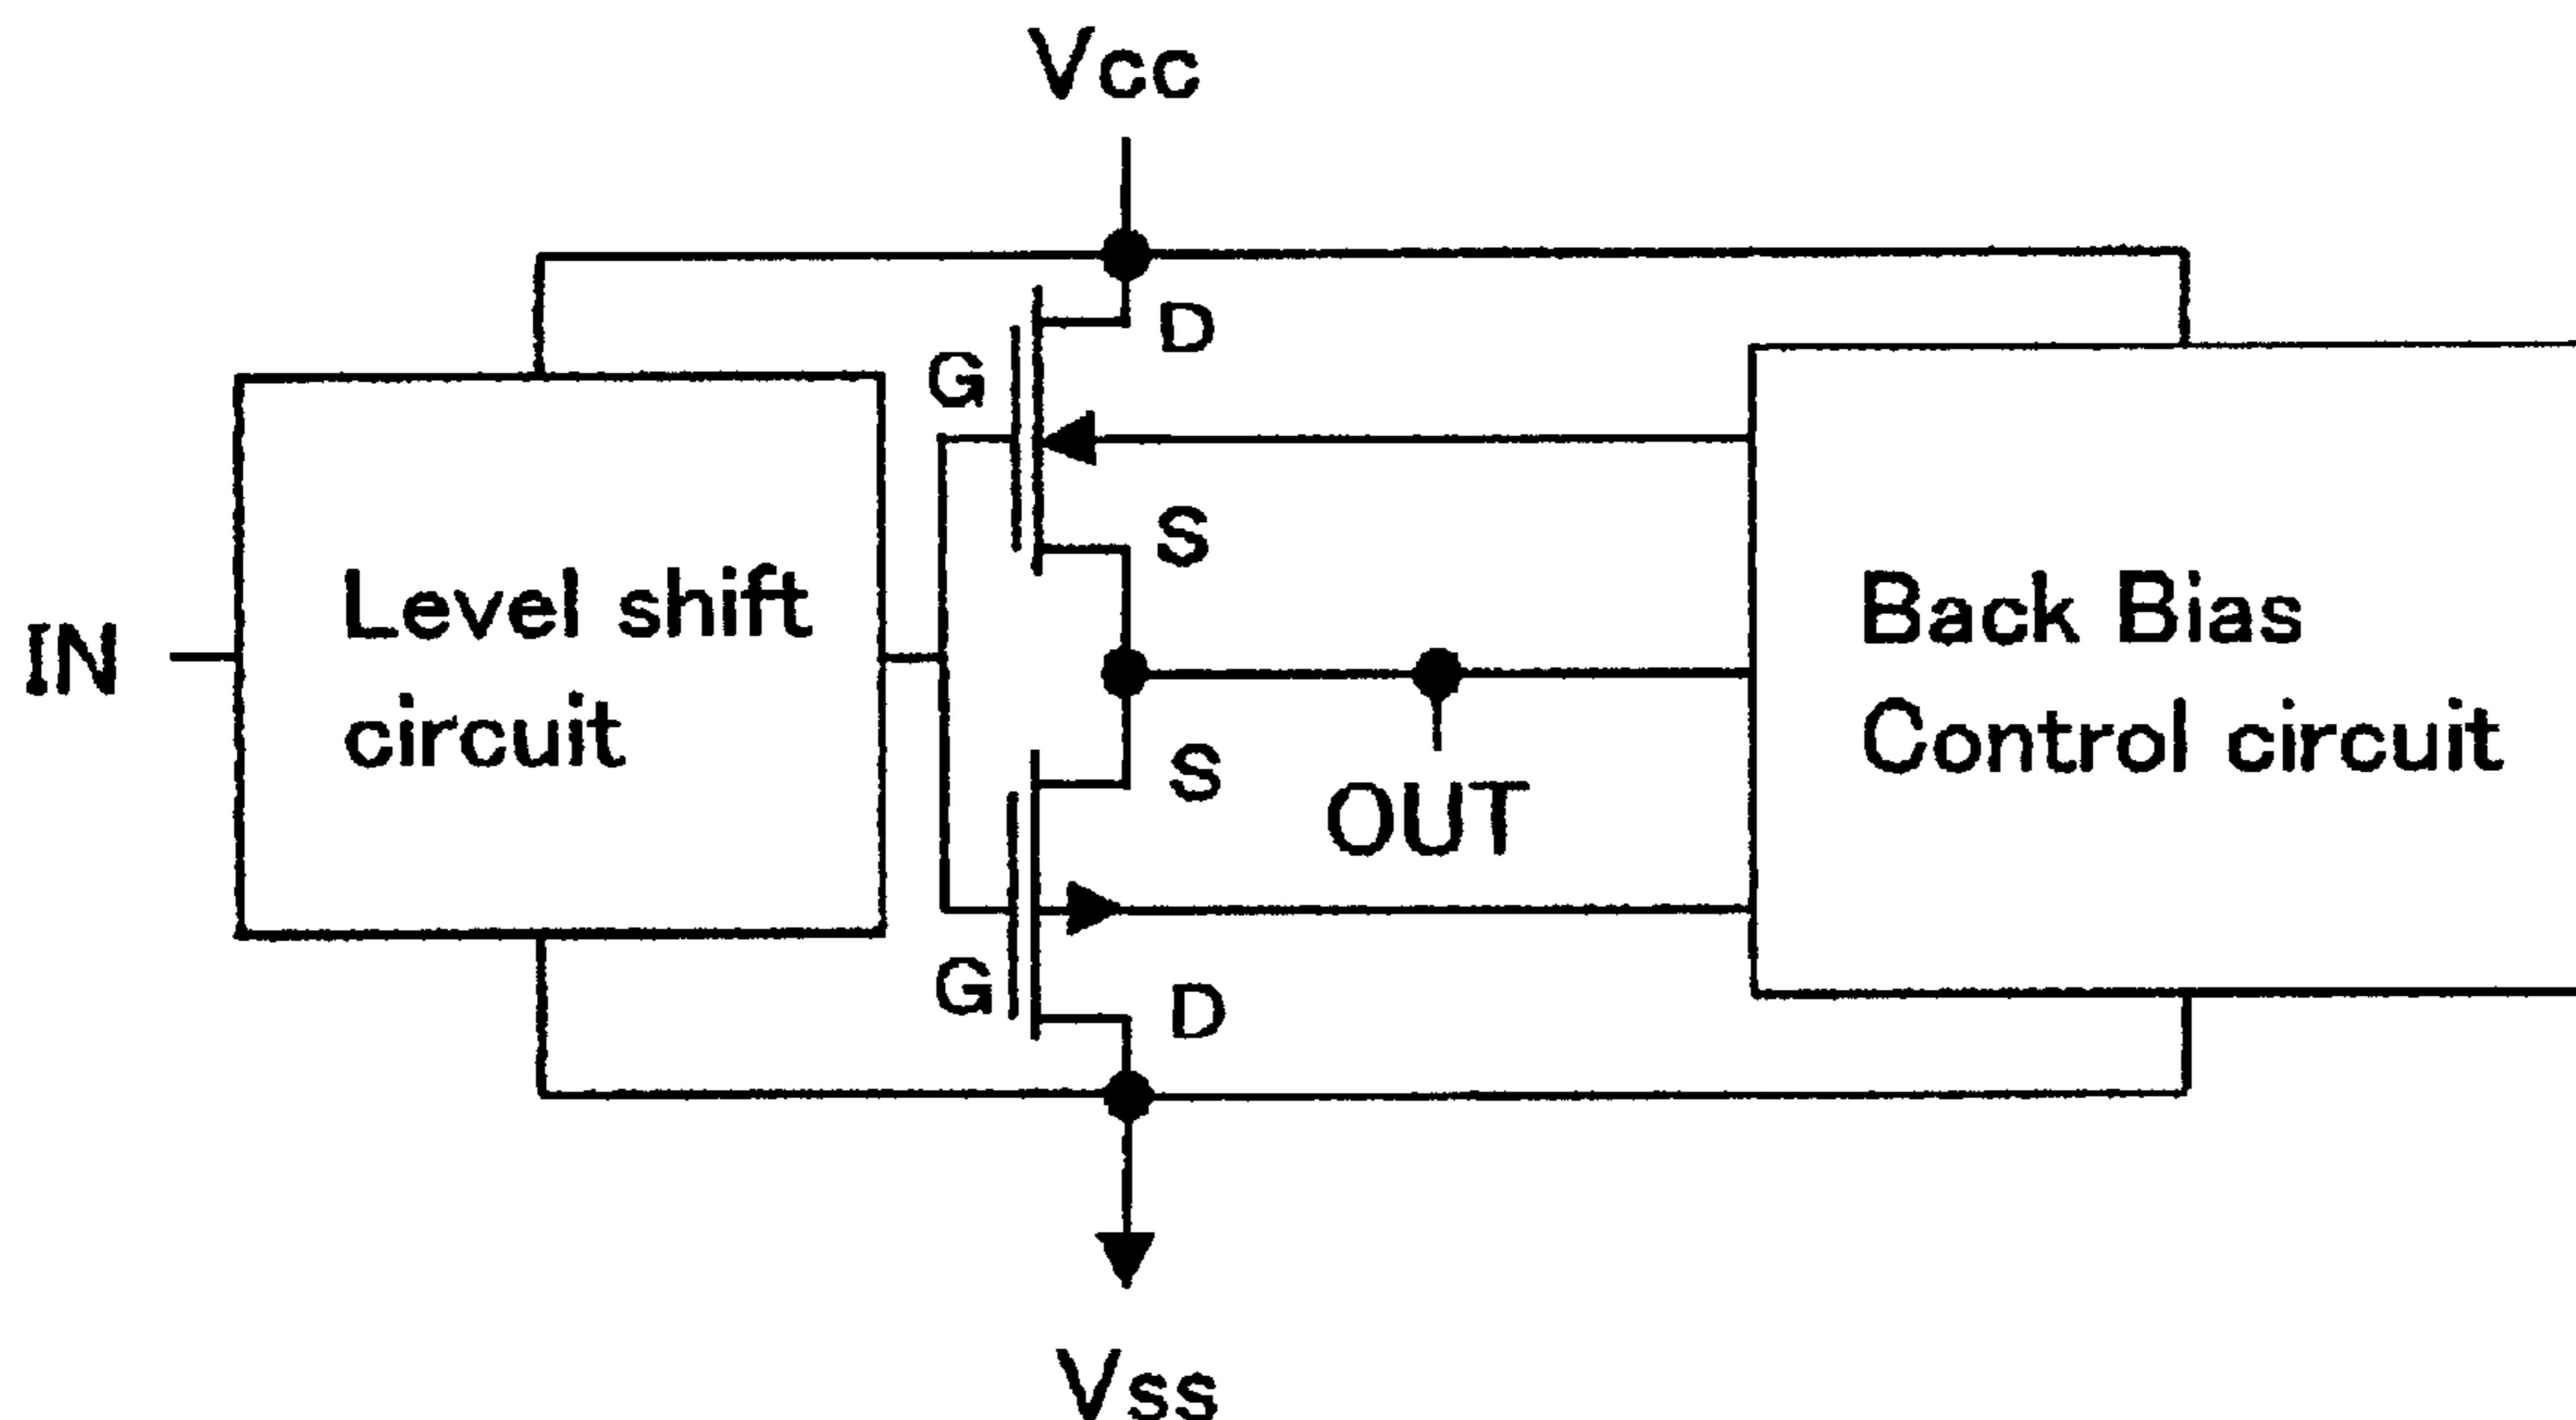 Vcc
D
G
S
Level shift
circuit
IN
Back Bias
Control circuit
S
OUT
G
D
Vss